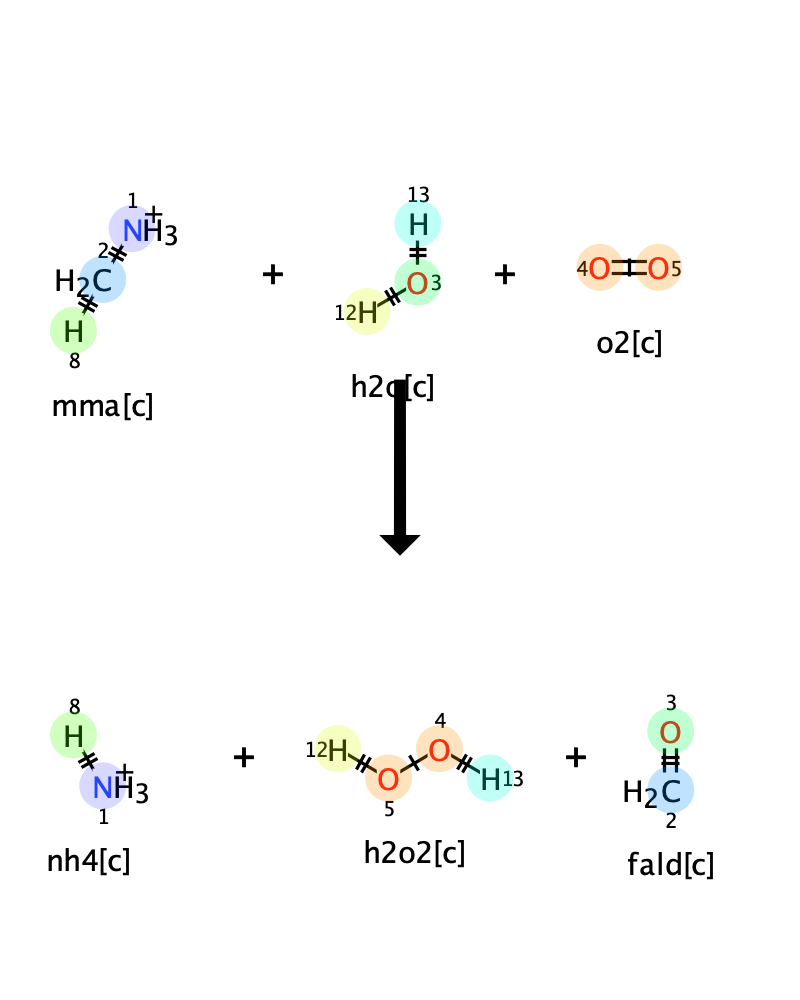 1
NH3
+
2
H2C
H
8
mma[c]
+
13
H
O3
12H
h2o[c]
+
4O O5
o2[c]
8
H
+
NH3
1
nh4[c]
+
12H
O
5
4
O
H13
h2o2[c]
+
3
O
H2C
2
fald[c]